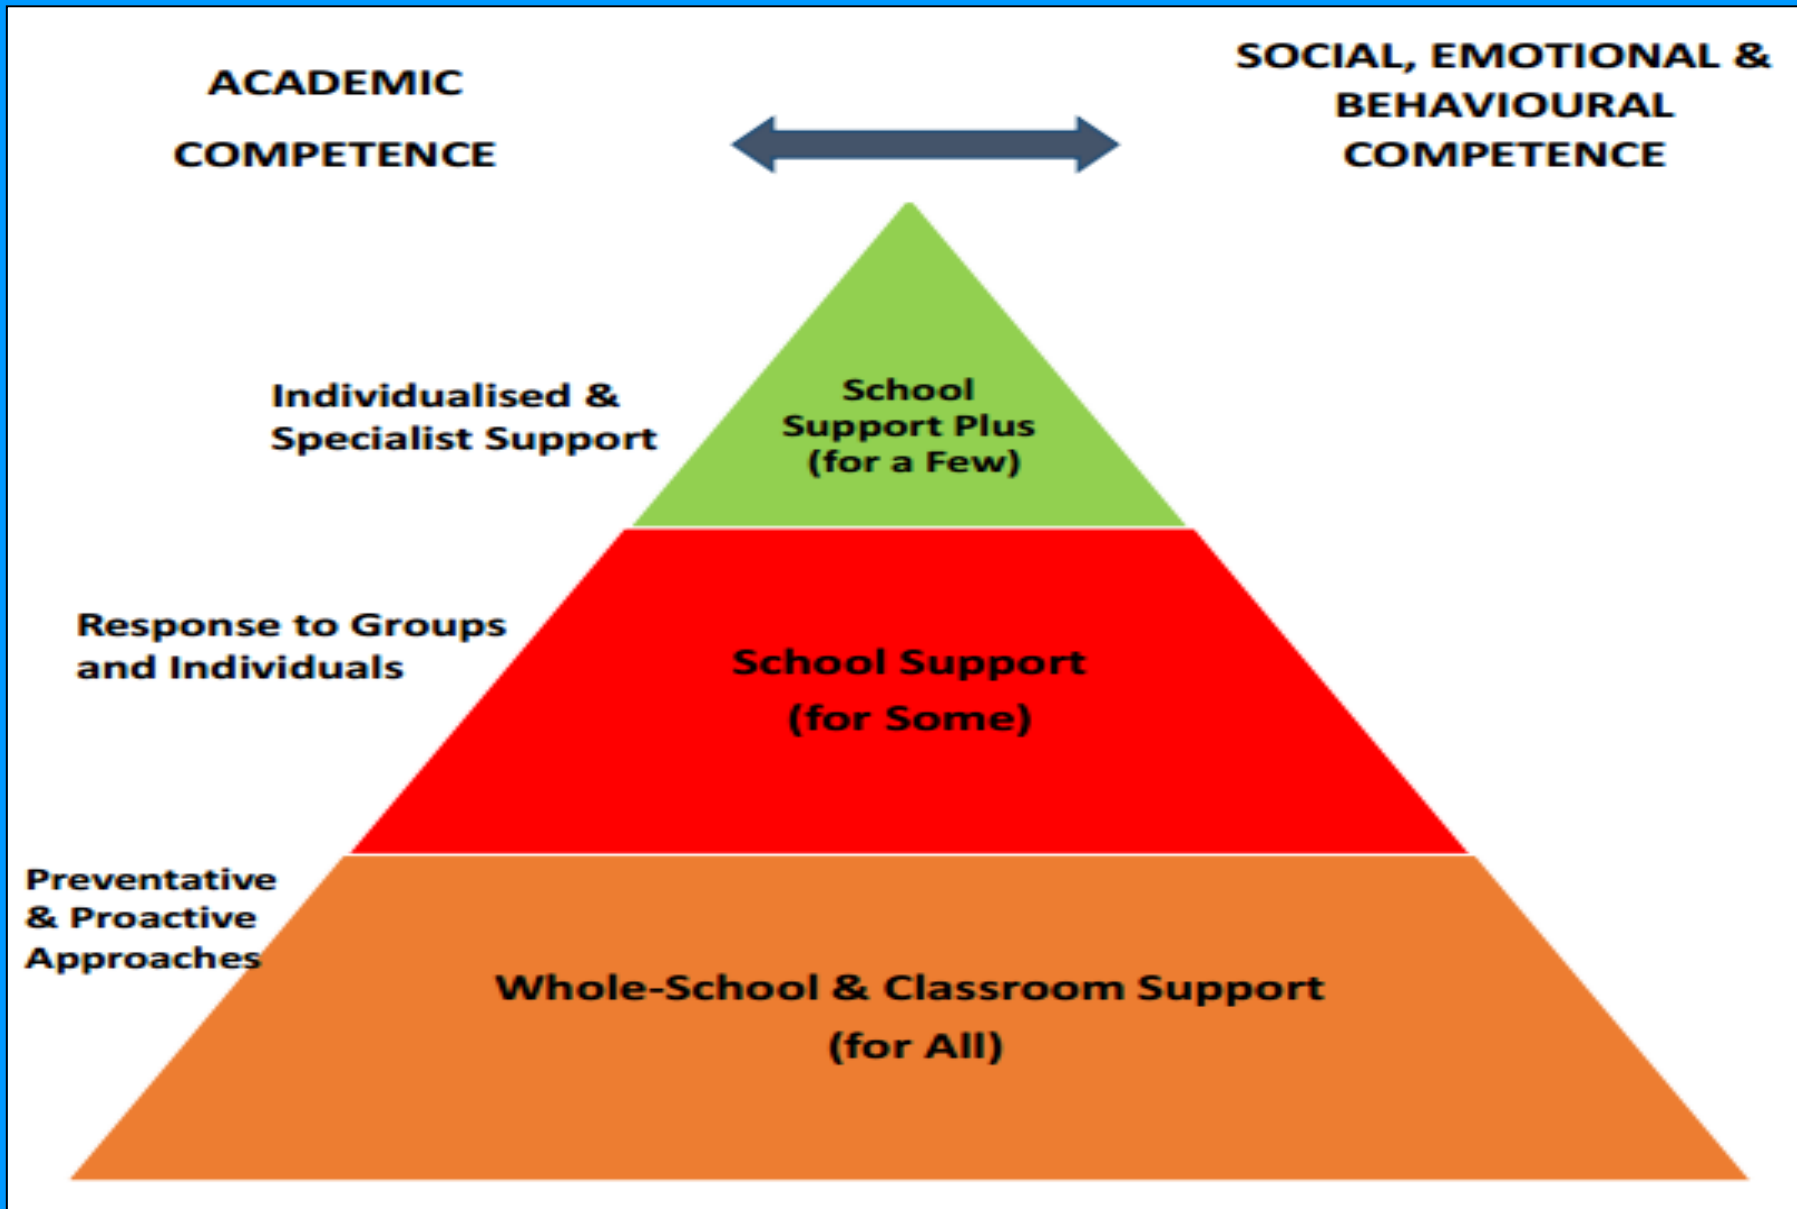 ACADEMIC
COMPETENCE
SOCIAL, EMOTIONAL &
BEHAVIOURAL
COMPETENCE
Individualised &
Specialist Support
School
Support Plus
(for a Few)
Response to Groups
and Individuals
School Support
(for Some)
Preventative
& Proactive
Approaches
Whole-School & Classroom Support
(for All)